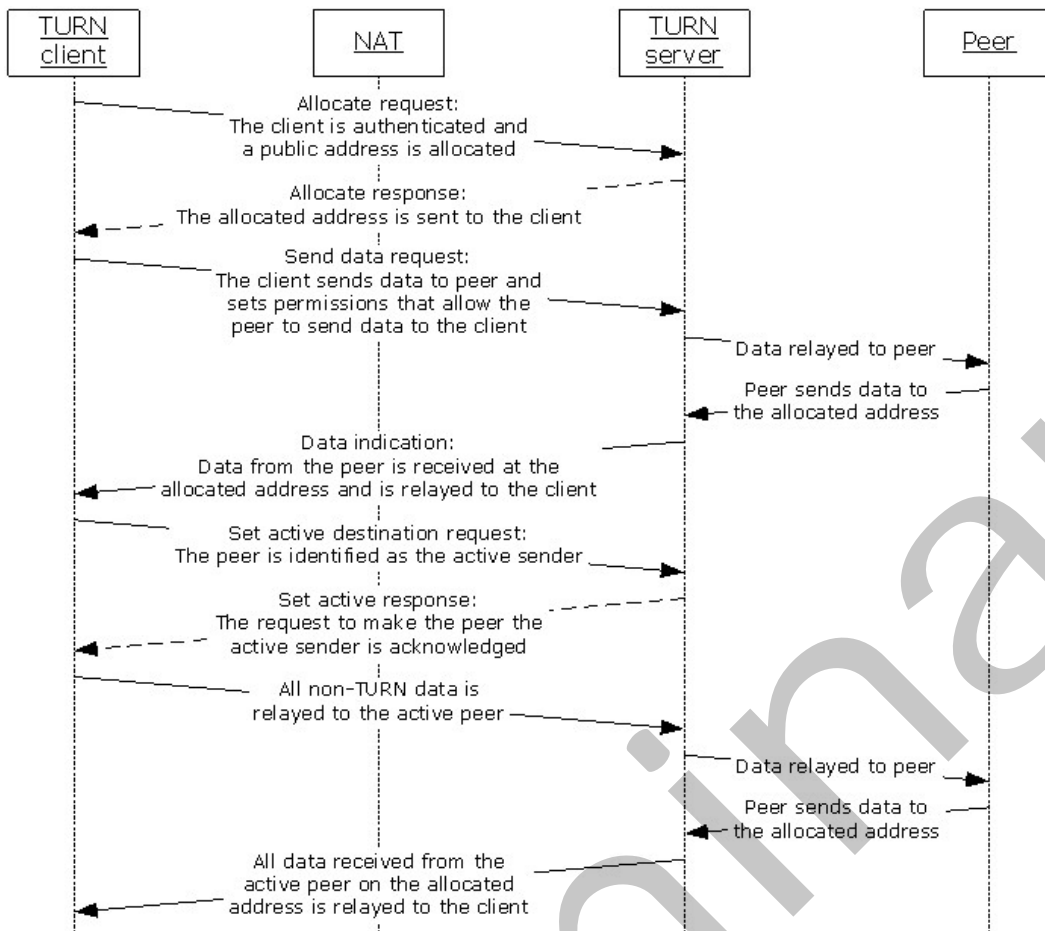 TURN
client
NAT
TURN
server
Peer
Allocate request:
The client is authenticated and
a public address is allocated
Allocate response:
The allocated address is sent to the client
Send data request:
The client sends data to peer and
sets permissions that allow the
peer to send data to the client
Data relayed to peer
Peer sends data to
the allocated address
Data indication:
Data from the peer is received at the
allocated address and is relayed to the client
Set active destination request:
The peer is identified as the active sender
Set active response:
The request to make the peer the
active sender is acknowledged
All non-TURN data is
relayed to the active peer
Data relayed to peer
Peer sends data to
the allocated address
All data received from the
active peer on the allocated
address is relayed to the client